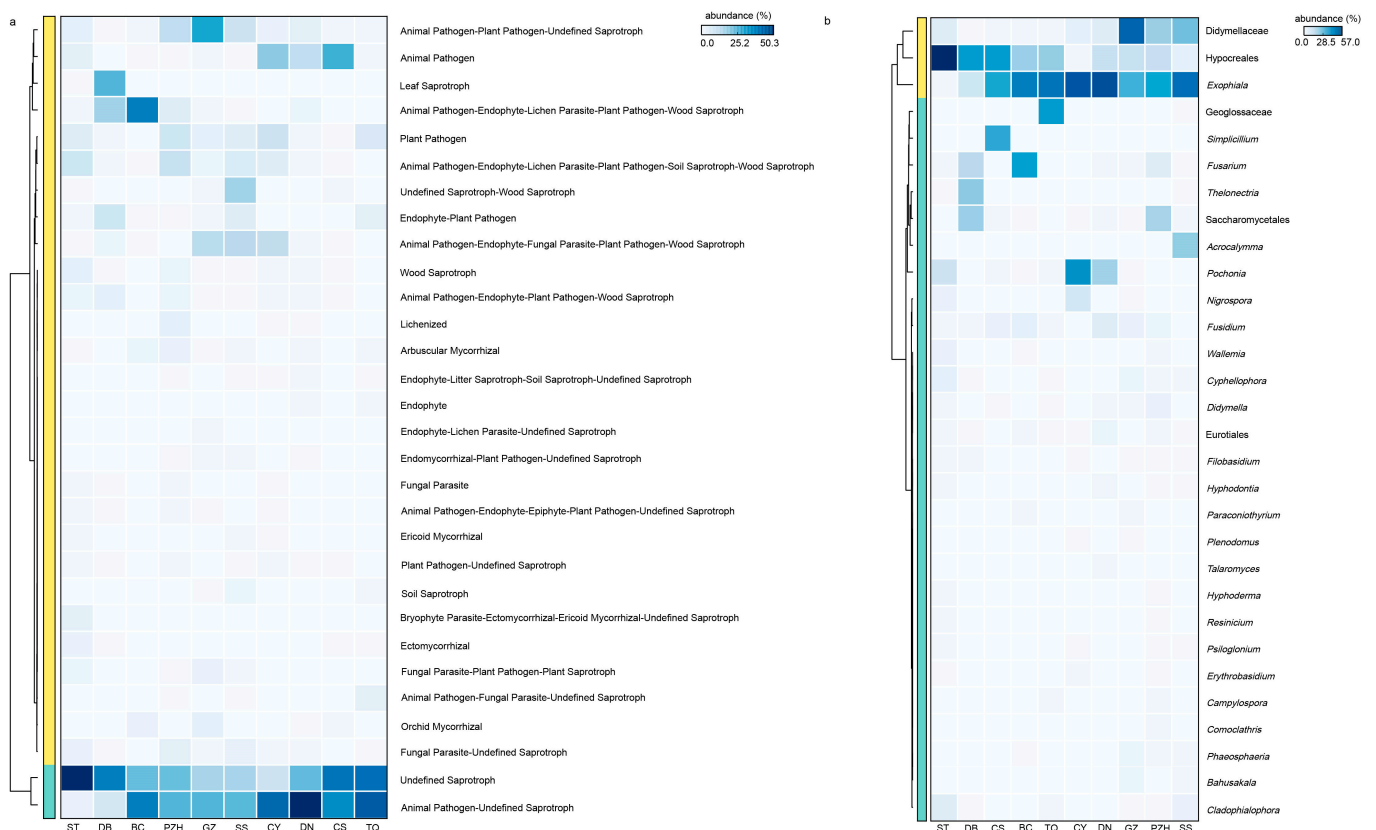 a
abundance (%)
0.0 25.2 50.3
Animal Pathogen-Plant Pathogen-Undefined Saprotroph
Animal Pathogen
Leaf Saprotroph
Animal Pathogen-Endophyte-Lichen Parasite-Plant Pathogen-Wood Saprotroph
Plant Pathogen
Animal Pathogen-Endophyte-Lichen Parasite-Plant Pathogen-Soil Saprotroph-Wood Saprotroph
Undefined Saprotroph-Wood Saprotroph
Endophyte-Plant Pathogen
Animal Pathogen-Endophyte-Fungal Parasite-Plant Pathogen-Wood Saprotroph
Wood Saprotroph
Animal Pathogen-Endophyte-Plant Pathogen-Wood Saprotroph
Lichenized
Arbuscular Mycorrhizal
Endophyte-Litter Saprotroph-Soil Saprotroph-Undefined Saprotroph
Endophyte
Endophyte-Lichen Parasite-Undefined Saprotroph
Endomycorrhizal-Plant Pathogen-Undefined Saprotroph
Fungal Parasite
Animal Pathogen-Endophyte-Epiphyte-Plant Pathogen-Undefined Saprotroph
Ericoid Mycorrhizal
Plant Pathogen-Undefined Saprotroph
Soil Saprotroph
Bryophyte Parasite-Ectomycorrhizal-Ericoid Mycorrhizal-Undefined Saprotroph
Ectomycorrhizal
Fungal Parasite-Plant Pathogen-Plant Saprotroph
Animal Pathogen-Fungal Parasite-Undefined Saprotroph
Orchid Mycorrhizal
Fungal Parasite-Undefined Saprotroph
Undefined Saprotroph
Animal Pathogen-Undefined Saprotroph
ST DB BC PZH GZ SS CY DN CS TQ
b
abundance (%)
0.0 28.5 57.0
Didymellaceae
Hypocreales
Exophiala
Geoglossaceae
Simplicillium
Fusarium
Thelonectria
Saccharomycetales
Acrocalymma
Pochonia
Nigrospora
Fusidium
Wallemia
Cyphellophora
Didymella
Eurotiales
Filobasidium
Hyphodontia
Paraconiothyrium
Plenodomus
Talaromyces
Hyphoderma
Resinicium
Psiloglonium
Erythrobasidium
Campylospora
Comoclathris
Phaeosphaeria
Bahusakala
Cladophialophora
ST DB CS BC TQ CY DN GZ PZH SS